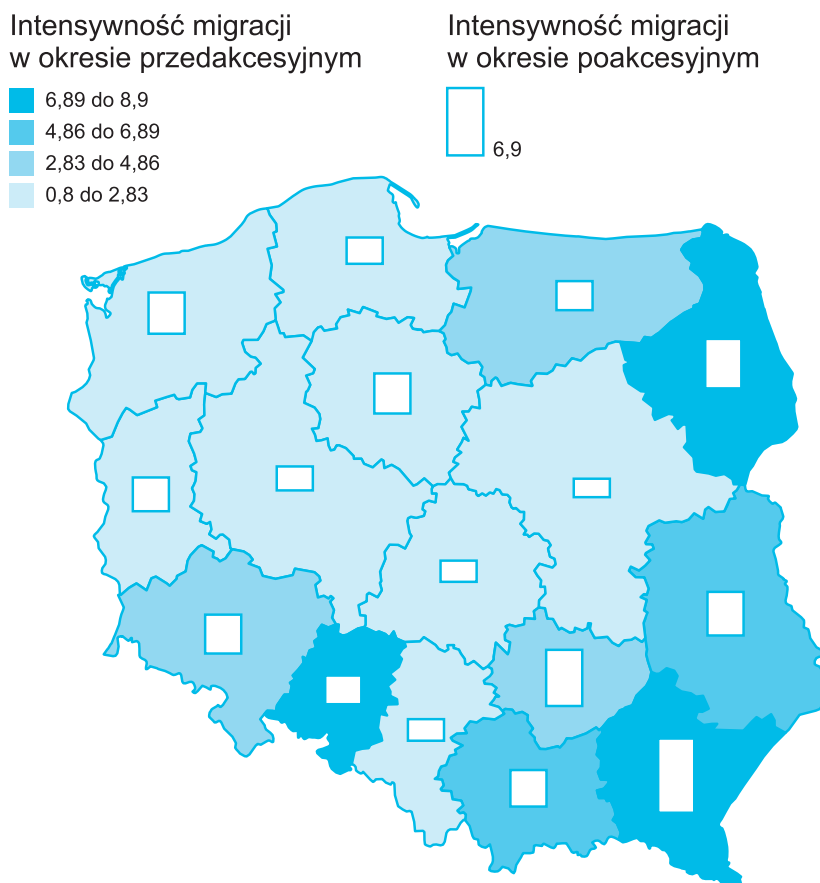 Intensywność migracji
w okresie przedakcesyjnym
6,89 do 8,9
4,86 do 6,89
2,83 do 4,86
0,8 do 2,83
Intensywność migracji
w okresie poakcesyjnym
6,9